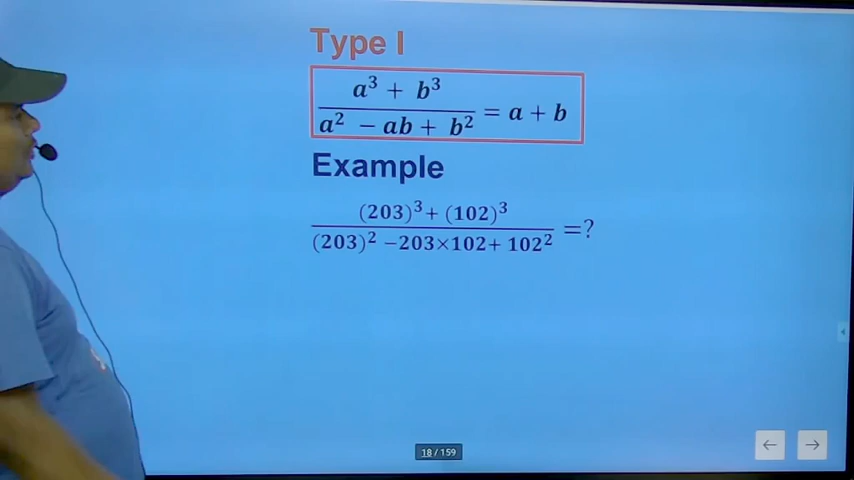 Type I
a³ + b³
a² − ab + b² = a + b
Example
(203)³+ (102)³
(203)² −203×102+ 102² =?
18 / 159